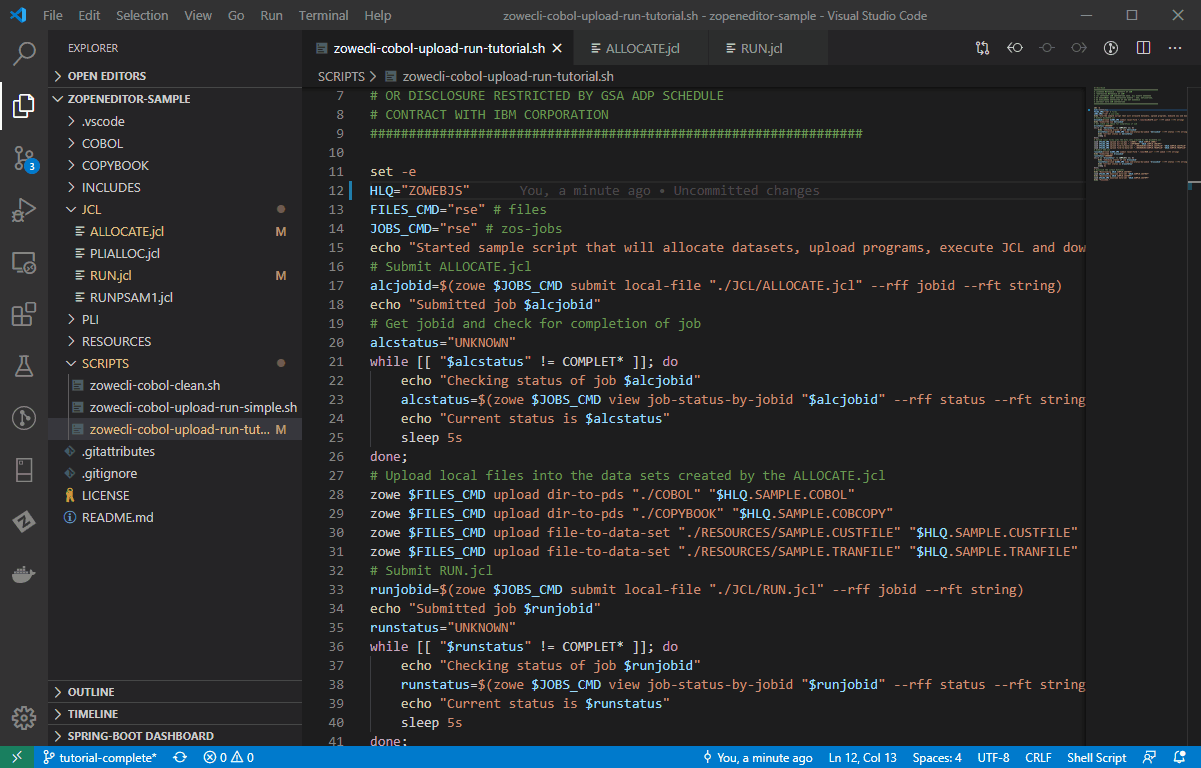 File Edit Selection View Go Run Terminal Help zowecli-cobol-upload-run-tutorial.sh - zopeneditor-sample - Visual Studio Code
EXPLORER
OPEN EDITORS
ZOPENEDITOR-SAMPLE
.vscode
COBOL
COPYBOOK
INCLUDES
JCL
ALLOCATE.jcl M
PLIALLOC.jcl
RUN.jcl M
RUNPSAM1.jcl
PLI
RESOURCES
SCRIPTS
zowecli-cobol-clean.sh
zowecli-cobol-upload-run-simple.sh
zowecli-cobol-upload-run-tut... M
.gitattributes
.gitignore
LICENSE
README.md
OUTLINE
TIMELINE
SPRING-BOOT DASHBOARD
3
zowecli-cobol-upload-run-tutorial.sh ALLOCATE.jcl RUN.jcl
SCRIPTS > zowecli-cobol-upload-run-tutorial.sh
7 # OR DISCLOSURE RESTRICTED BY GSA ADP SCHEDULE
8 # CONTRACT WITH IBM CORPORATION
9 ################################################################
10
11 set -e
12 HLQ="ZOWEBJS" You, a minute ago • Uncommitted changes
13 FILES_CMD="rse" # files
14 JOBS_CMD="rse" # zos-jobs
15 echo "Started sample script that will allocate datasets, upload programs, execute JCL and dow
16 # Submit ALLOCATE.jcl
17 alcjobid=$(zowe $JOBS_CMD submit local-file "./JCL/ALLOCATE.jcl" --rff jobid --rft string)
18 echo "Submitted job $alcjobid"
19 # Get jobid and check for completion of job
20 alcstatus="UNKNOWN"
21 while [[ "$alcstatus" != COMPLET* ]]; do
22 echo "Checking status of job $alcjobid"
23 alcstatus=$(zowe $JOBS_CMD view job-status-by-jobid "$alcjobid" --rff status --rft string
24 echo "Current status is $alcstatus"
25 sleep 5s
26 done;
27 # Upload local files into the data sets created by the ALLOCATE.jcl
28 zowe $FILES_CMD upload dir-to-pds "./COBOL" "$HLQ.SAMPLE.COBOL"
29 zowe $FILES_CMD upload dir-to-pds "./COPYBOOK" "$HLQ.SAMPLE.COBCOPY"
30 zowe $FILES_CMD upload file-to-data-set "./RESOURCES/SAMPLE.CUSTFILE" "$HLQ.SAMPLE.CUSTFILE"
31 zowe $FILES_CMD upload file-to-data-set "./RESOURCES/SAMPLE.TRANFILE" "$HLQ.SAMPLE.TRANFILE"
32 # Submit RUN.jcl
33 runjobid=$(zowe $JOBS_CMD submit local-file "./JCL/RUN.jcl" --rff jobid --rft string)
34 echo "Submitted job $runjobid"
35 runstatus="UNKNOWN"
36 while [[ "$runstatus" != COMPLET* ]]; do
37 echo "Checking status of job $runjobid"
38 runstatus=$(zowe $JOBS_CMD view job-status-by-jobid "$runjobid" --rff status --rft string
39 echo "Current status is $runstatus"
40 sleep 5s
41 done;
tutorial-complete* 0 0 You, a minute ago Ln 12, Col 13 Spaces: 4 UTF-8 CRLF Shell Script